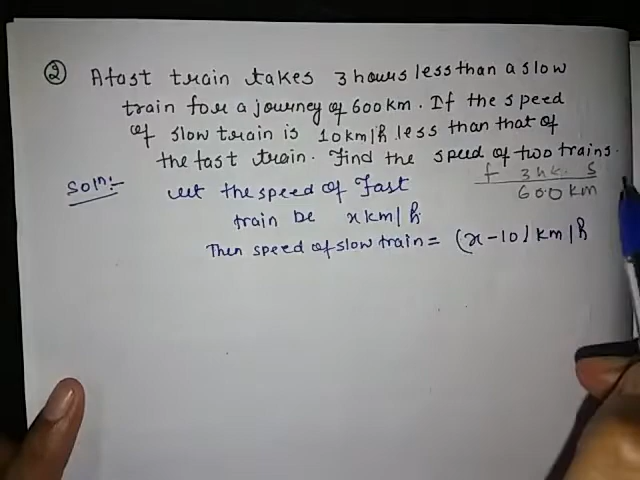 ② A fast train takes 3 hours less than a slow
train for a journey of 600 km. If the speed
of slow train is 10 km/h less than that of
the fast train. Find the speed of two trains.
f 3 hr. S
600 km
Soln:- Let the speed of Fast
train be x km/h
Then speed of slow train = (x-10) km/h